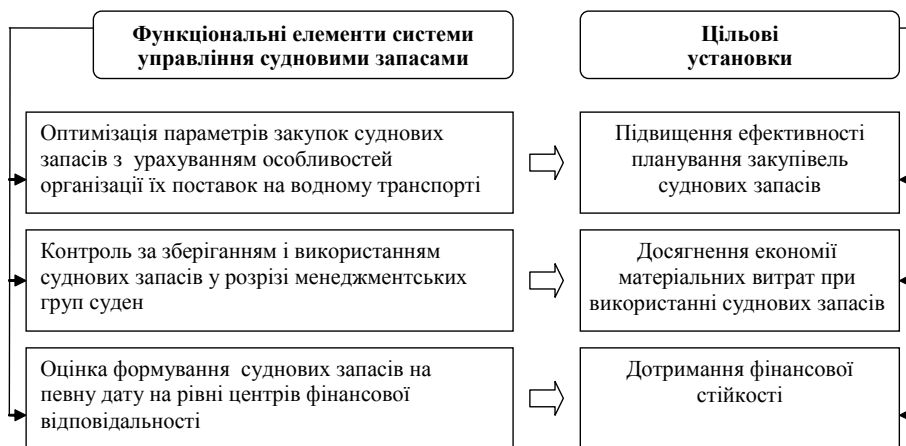 Функціональні елементи системи
управління судновими запасами
Цільові
установки
Оптимізація параметрів закупок суднових
запасів з урахуванням особливостей
організації їх поставок на водному транспорті
Підвищення ефективності
планування закупівель
суднових запасів
Контроль за зберіганням і використанням
суднових запасів у розрізі менеджментських
груп суден
Досягнення економії
матеріальних витрат при
використанні суднових запасів
Оцінка формування суднових запасів на
певну дату на рівні центрів фінансової
відповідальності
Дотримання фінансової
стійкості